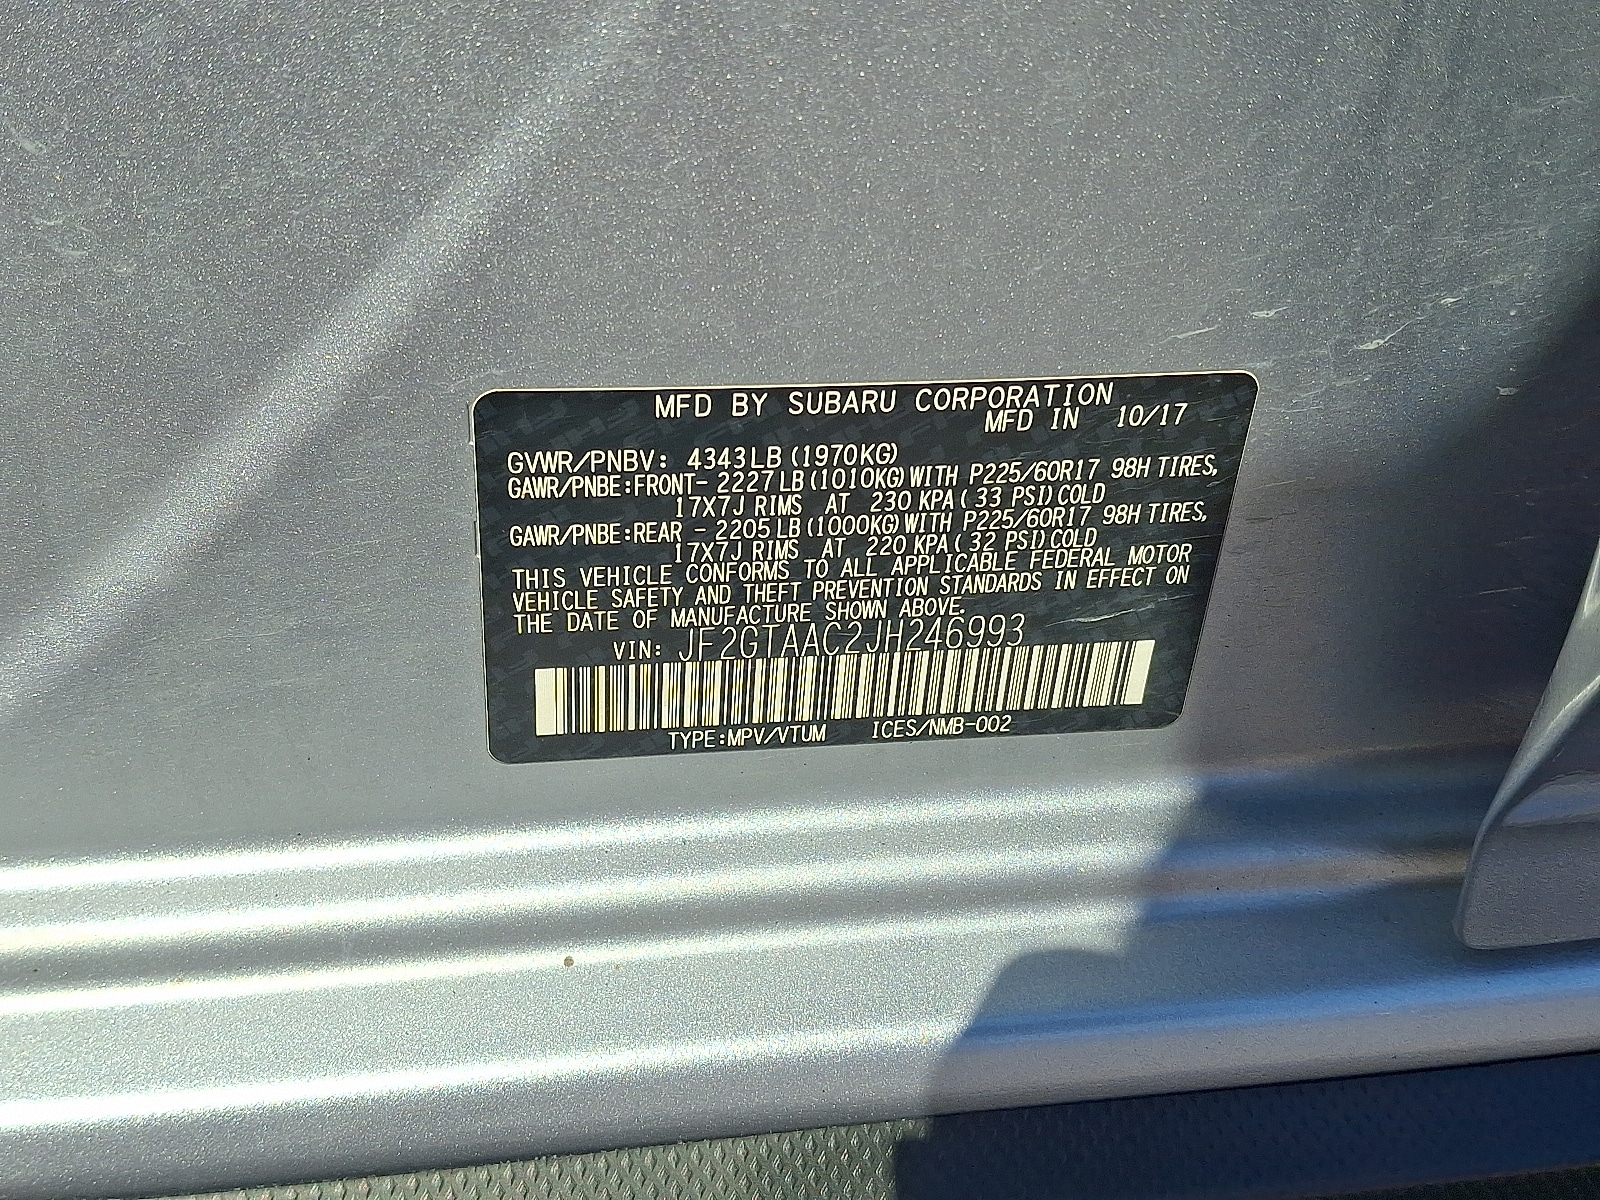 MFD BY SUBARU CORPORATION
MFD IN 10/17
GVWR/PNBV: 4343LB (1970KG)
GAWR/PNBE:FRONT- 2227LB (1010KG) WITH P225/60R17 98H TIRES,
17X7J RIMS AT 230 KPA ( 33 PSI) COLD
GAWR/PNBE:REAR - 2205LB (1000KG) WITH P225/60R17 98H TIRES,
17X7J RIMS AT 220 KPA ( 32 PSI) COLD
THIS VEHICLE CONFORMS TO ALL APPLICABLE FEDERAL MOTOR
VEHICLE SAFETY AND THEFT PREVENTION STANDARDS IN EFFECT ON
THE DATE OF MANUFACTURE SHOWN ABOVE.
VIN: JF2GTAAC2JH246993
TYPE:MPV/VTUM ICES/NMB-002